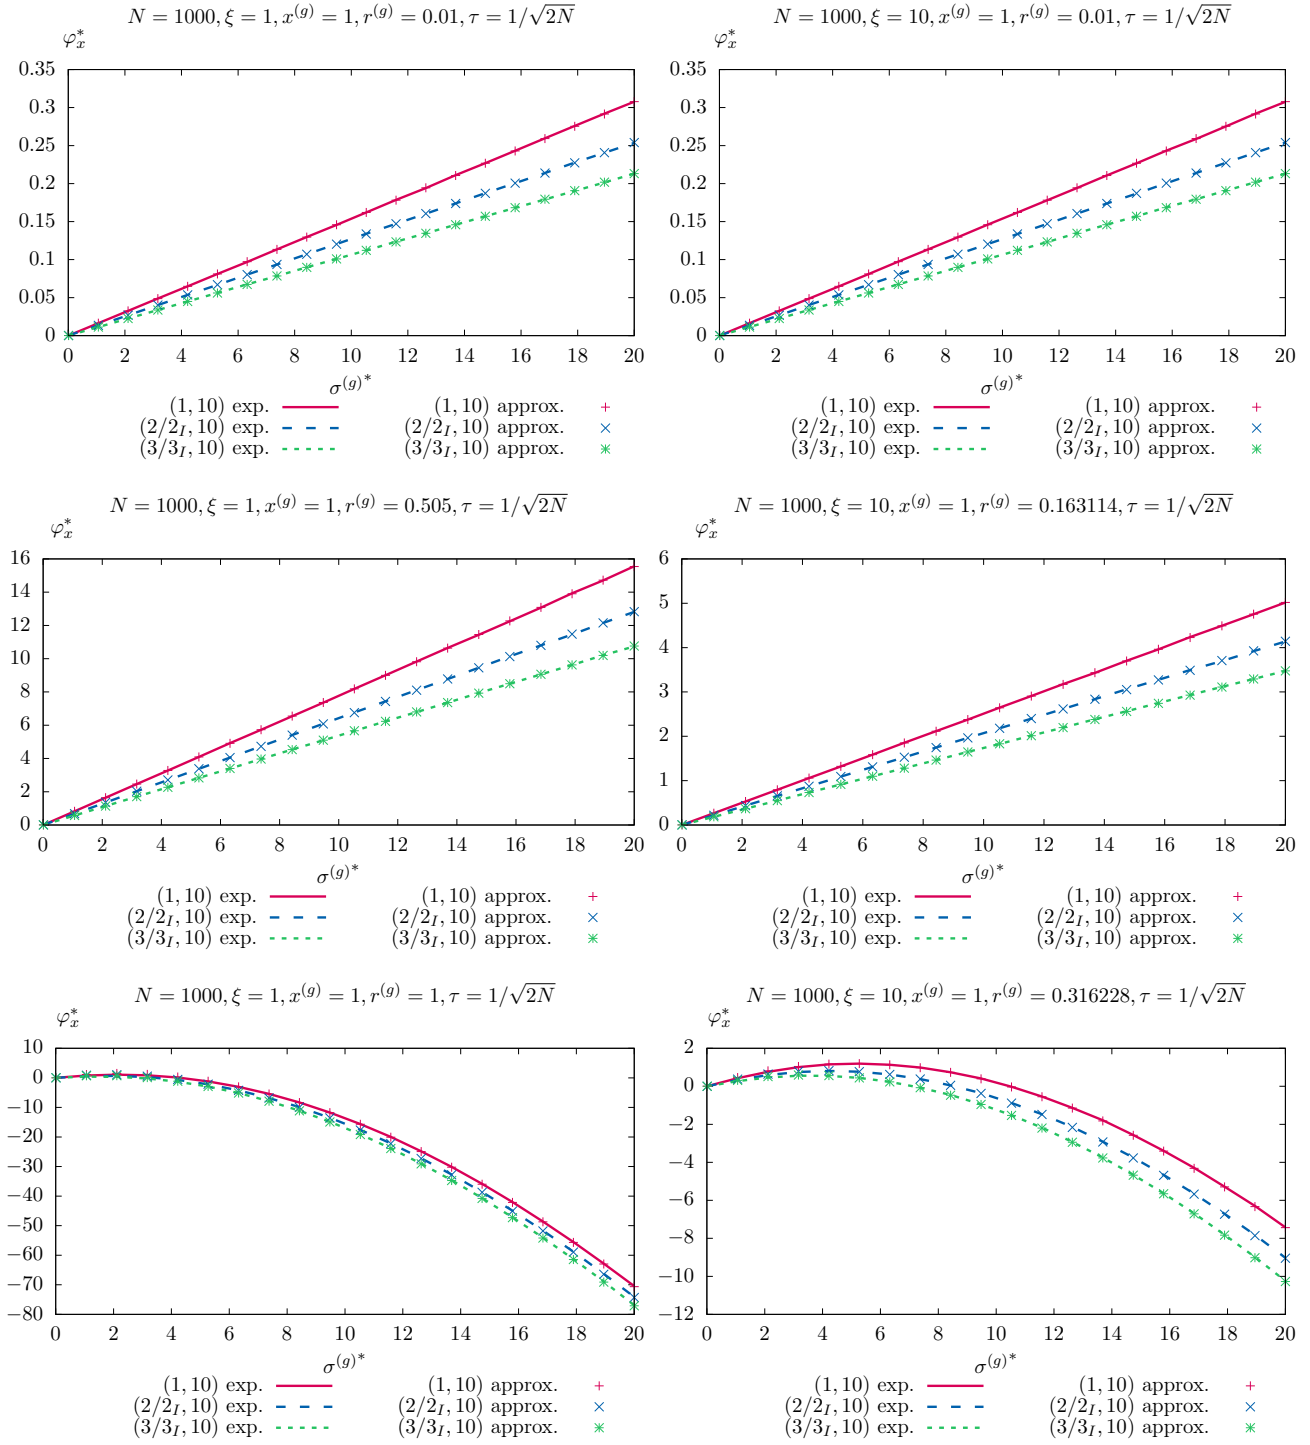 N = 1000, ξ = 1, x^(g) = 1, r^(g) = 0.01, τ = 1/√2N
φ*_x
0.35
0.3
0.25
0.2
0.15
0.1
0.05
0
0 2 4 6 8 10 12 14 16 18 20
σ^(g)*
(1, 10) exp. (1, 10) approx.
(2/2_I, 10) exp. (2/2_I, 10) approx.
(3/3_I, 10) exp. (3/3_I, 10) approx.
N = 1000, ξ = 10, x^(g) = 1, r^(g) = 0.01, τ = 1/√2N
φ*_x
0.35
0.3
0.25
0.2
0.15
0.1
0.05
0
0 2 4 6 8 10 12 14 16 18 20
σ^(g)*
(1, 10) exp. (1, 10) approx.
(2/2_I, 10) exp. (2/2_I, 10) approx.
(3/3_I, 10) exp. (3/3_I, 10) approx.
N = 1000, ξ = 1, x^(g) = 1, r^(g) = 0.505, τ = 1/√2N
φ*_x
16
14
12
10
8
6
4
2
0
0 2 4 6 8 10 12 14 16 18 20
σ^(g)*
(1, 10) exp. (1, 10) approx.
(2/2_I, 10) exp. (2/2_I, 10) approx.
(3/3_I, 10) exp. (3/3_I, 10) approx.
N = 1000, ξ = 10, x^(g) = 1, r^(g) = 0.163114, τ = 1/√2N
φ*_x
6
5
4
3
2
1
0
0 2 4 6 8 10 12 14 16 18 20
σ^(g)*
(1, 10) exp. (1, 10) approx.
(2/2_I, 10) exp. (2/2_I, 10) approx.
(3/3_I, 10) exp. (3/3_I, 10) approx.
N = 1000, ξ = 1, x^(g) = 1, r^(g) = 1, τ = 1/√2N
φ*_x
10
0
−10
−20
−30
−40
−50
−60
−70
−80
0 2 4 6 8 10 12 14 16 18 20
σ^(g)*
(1, 10) exp. (1, 10) approx.
(2/2_I, 10) exp. (2/2_I, 10) approx.
(3/3_I, 10) exp. (3/3_I, 10) approx.
N = 1000, ξ = 10, x^(g) = 1, r^(g) = 0.316228, τ = 1/√2N
φ*_x
2
0
−2
−4
−6
−8
−10
−12
0 2 4 6 8 10 12 14 16 18 20
σ^(g)*
(1, 10) exp. (1, 10) approx.
(2/2_I, 10) exp. (2/2_I, 10) approx.
(3/3_I, 10) exp. (3/3_I, 10) approx.